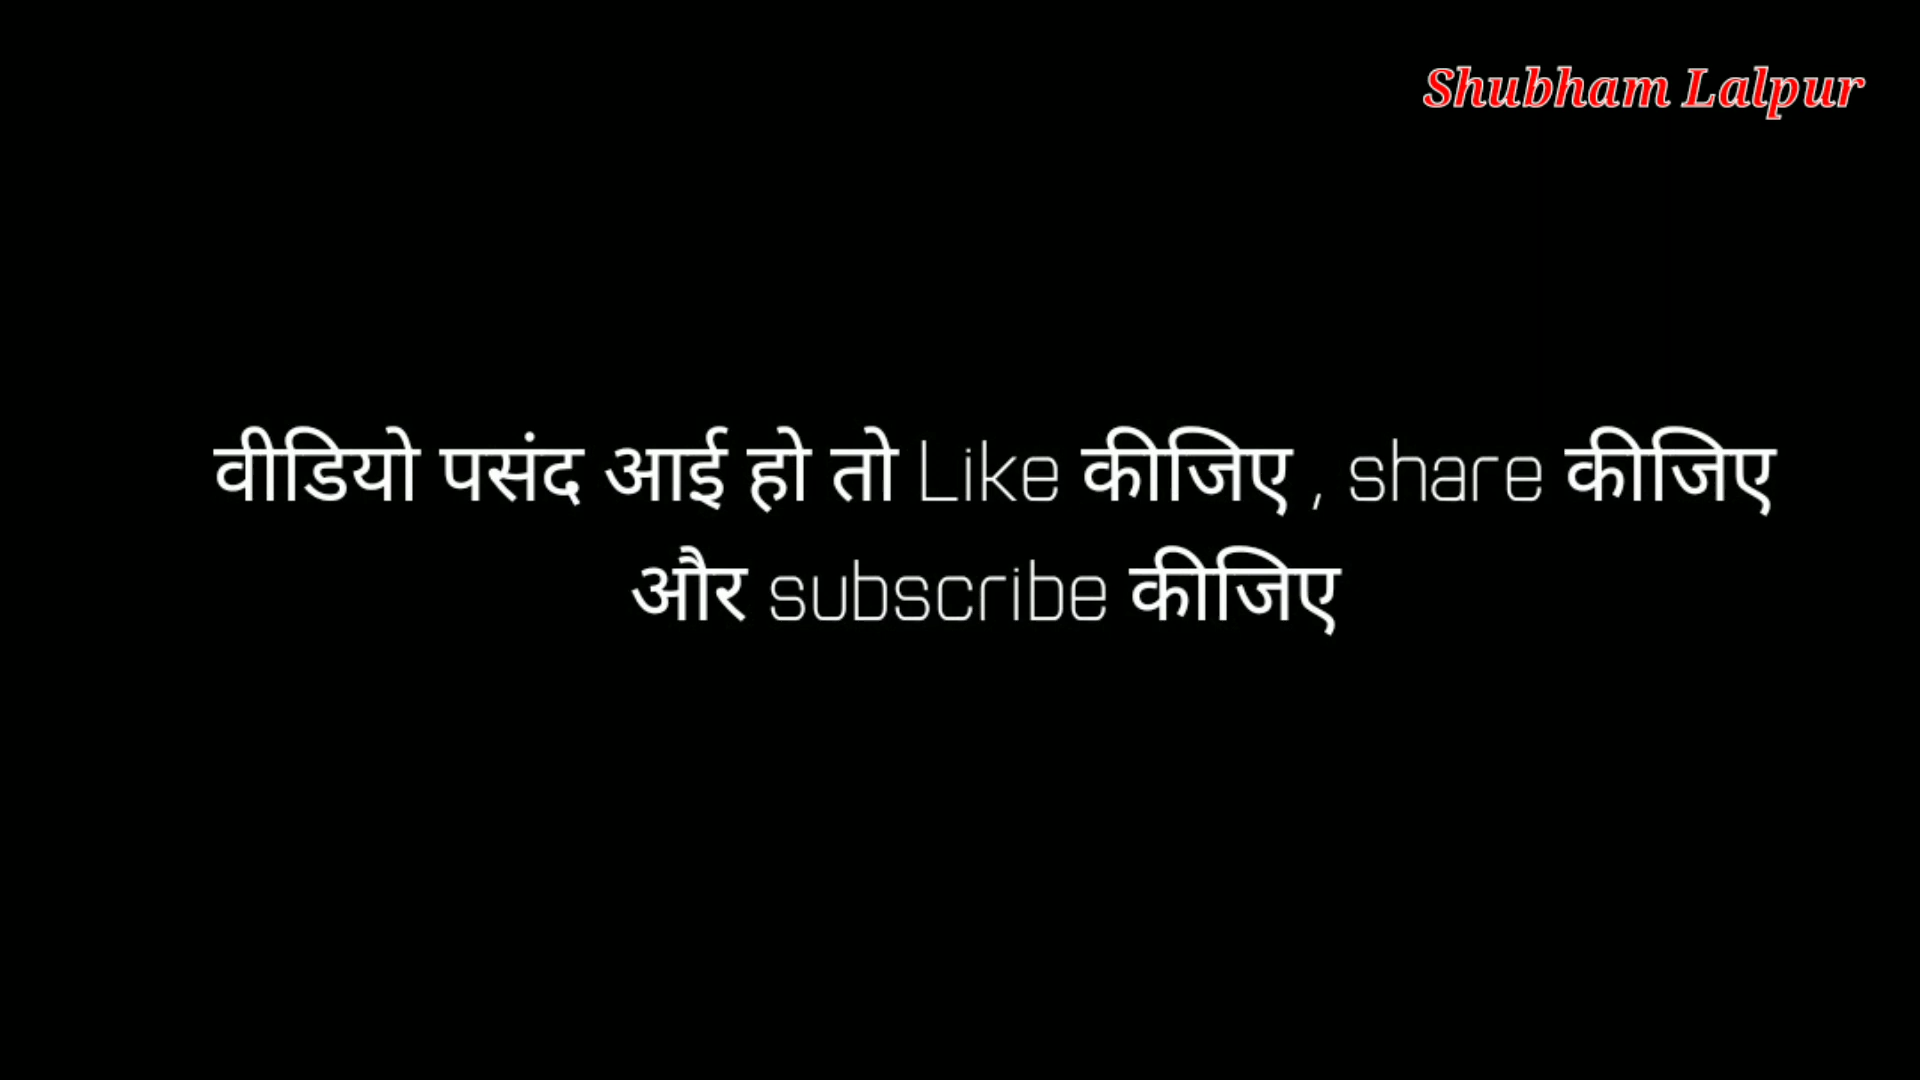 Shubham Lalpur
वीडियो पसंद आई हो तो Like कीजिए , share कीजिए
और subscribe कीजिए